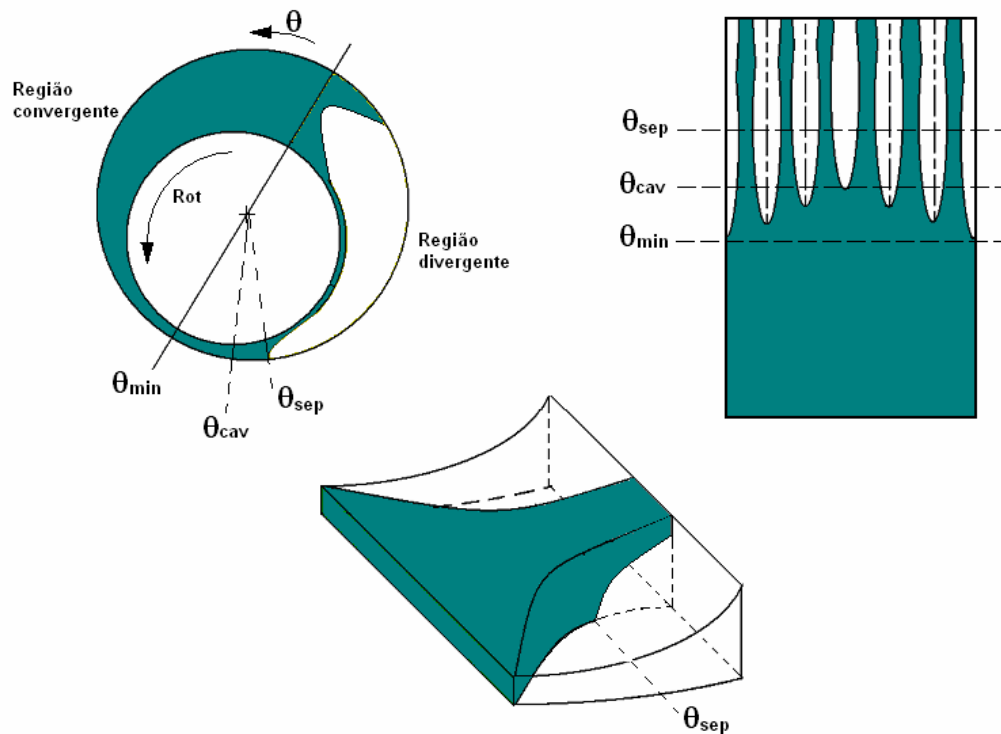 θ
Região
convergente
Rot
Região
divergente
θmin
θsep
θcav
θsep
θcav
θmin
θsep